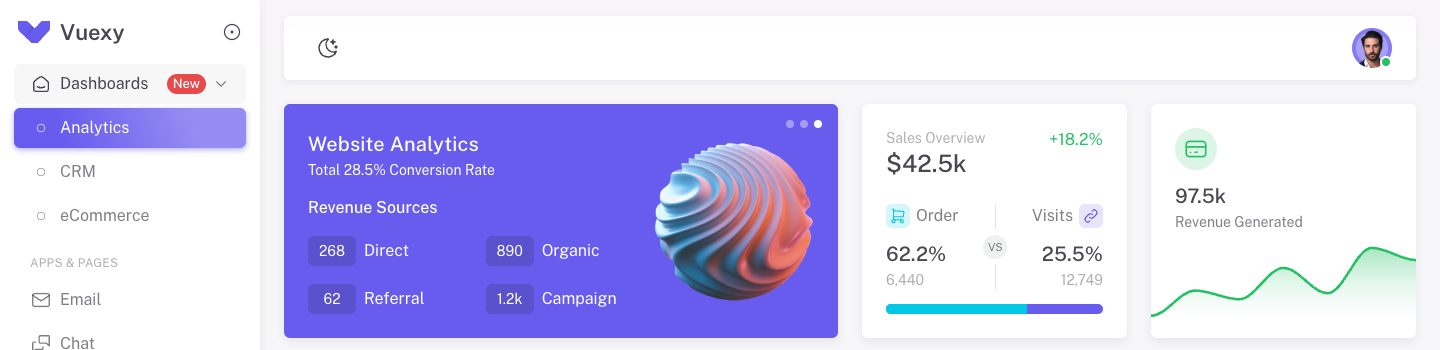 Vuexy
Dashboards New
Analytics
CRM
eCommerce
APPS & PAGES
Email
Chat
Website Analytics
Total 28.5% Conversion Rate
Revenue Sources
268 Direct 890 Organic
62 Referral 1.2k Campaign
Sales Overview +18.2%
$42.5k
Order Visits
VS
62.2% 25.5%
6,440 12,749
97.5k
Revenue Generated